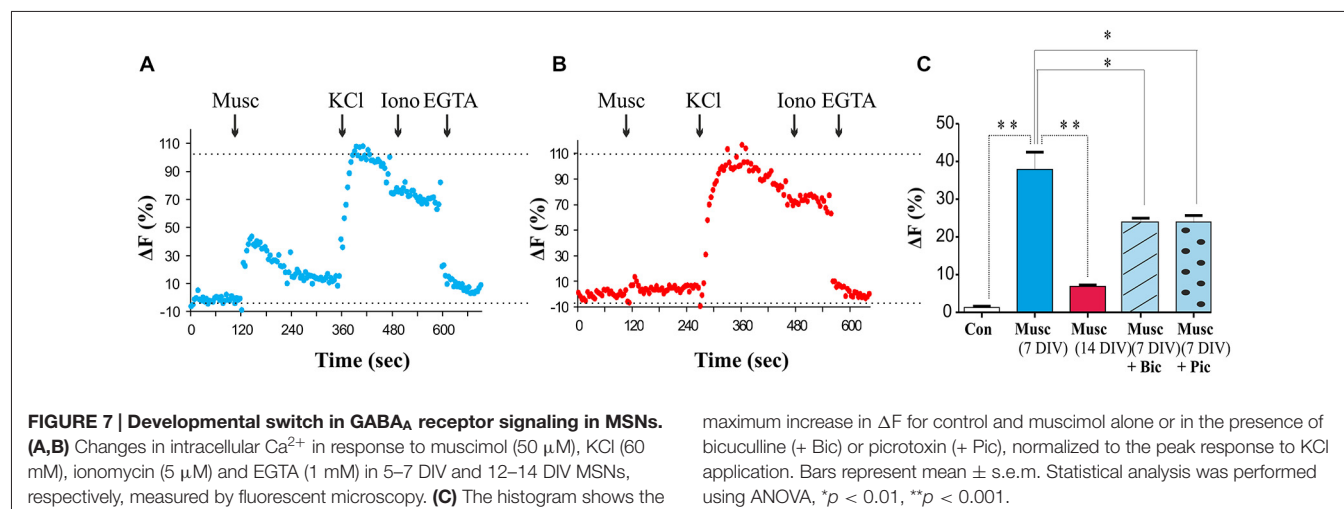 A
Musc KCl Iono EGTA
110
90
70
50
30
10
-10
ΔF (%)
0 120 240 360 480 600
Time (sec)
B
Musc KCl Iono EGTA
110
90
70
50
30
10
-10
ΔF (%)
0 120 240 360 480 600
Time (sec)
C
*
*
** **
50
40
30
20
10
0
ΔF (%)
Con Musc Musc Musc Musc
(7 DIV) (14 DIV) (7 DIV) (7 DIV)
+ Bic + Pic
FIGURE 7 | Developmental switch in GABAA receptor signaling in MSNs.
(A,B) Changes in intracellular Ca2+ in response to muscimol (50 μM), KCl (60
mM), ionomycin (5 μM) and EGTA (1 mM) in 5–7 DIV and 12–14 DIV MSNs,
respectively, measured by fluorescent microscopy. (C) The histogram shows the
maximum increase in ΔF for control and muscimol alone or in the presence of
bicuculline (+ Bic) or picrotoxin (+ Pic), normalized to the peak response to KCl
application. Bars represent mean ± s.e.m. Statistical analysis was performed
using ANOVA, *p < 0.01, **p < 0.001.